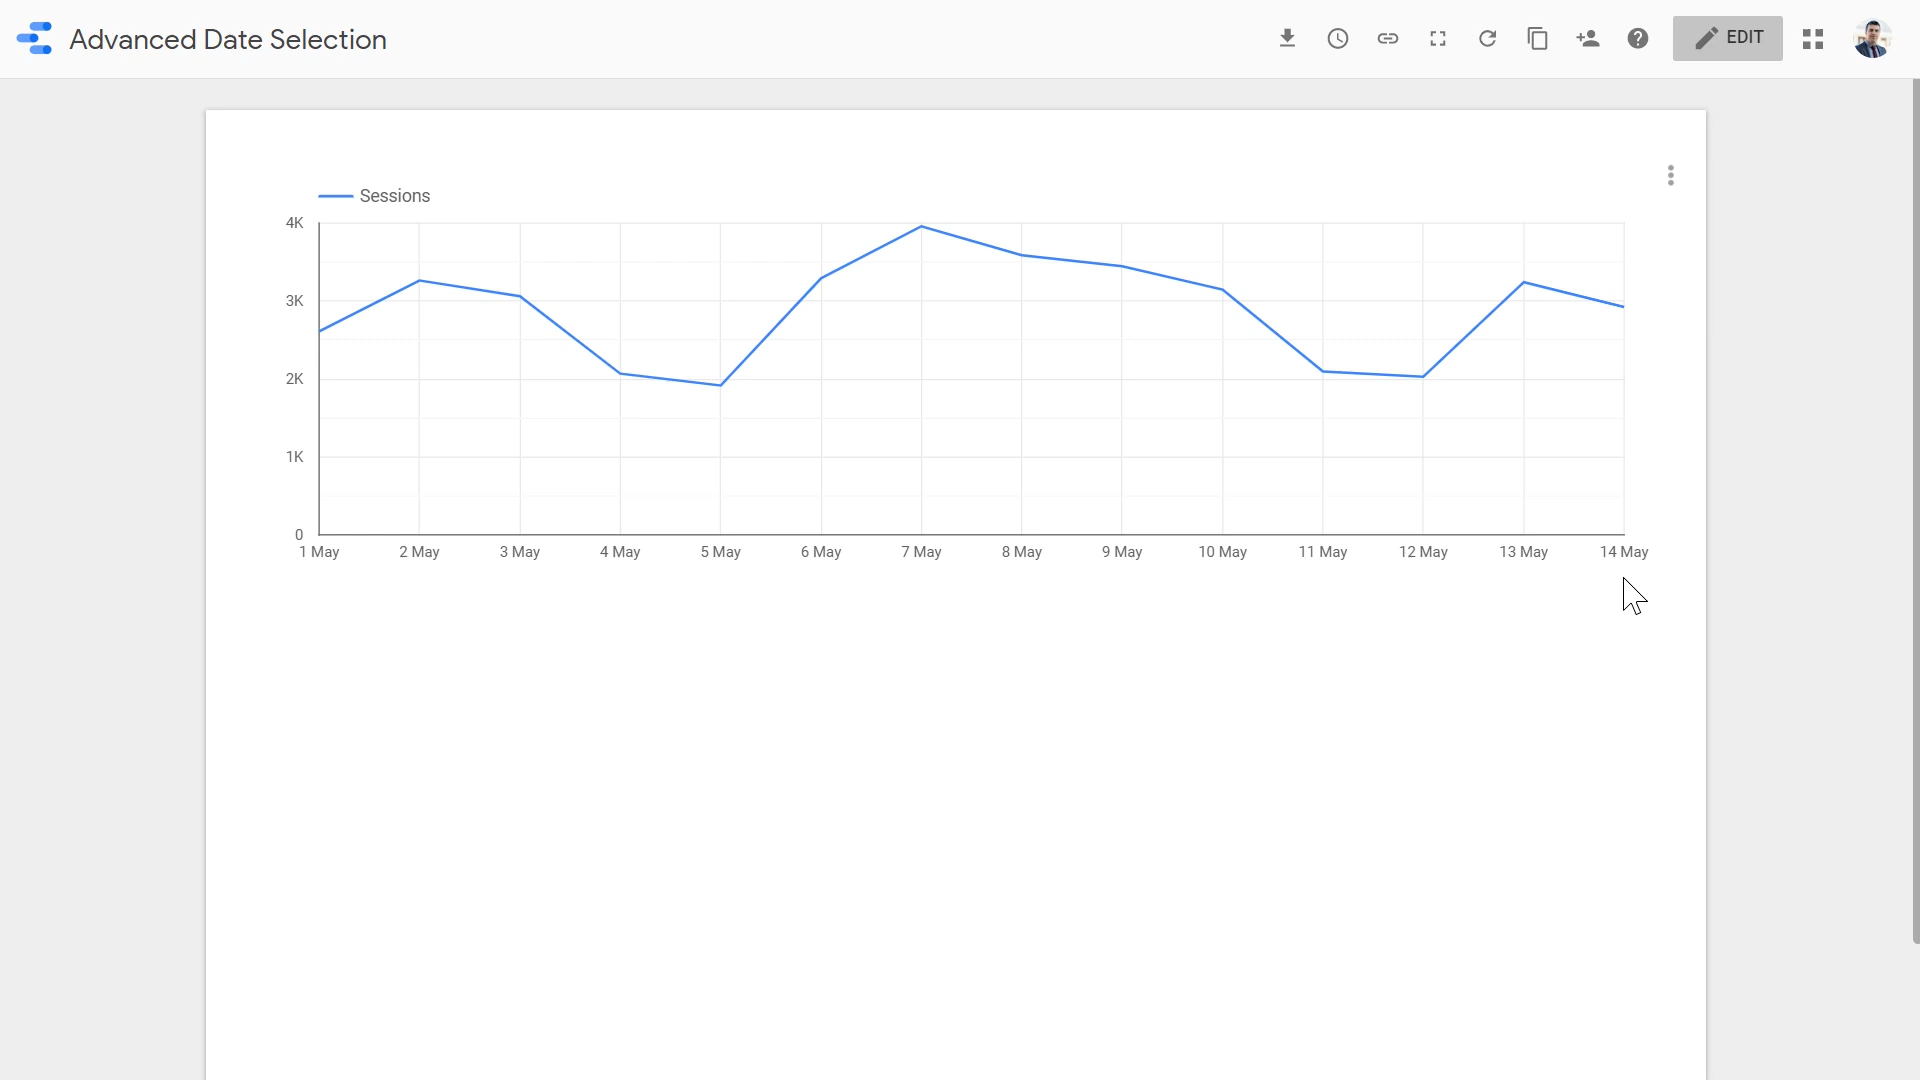 Advanced Date Selection
EDIT
Sessions
4K
3K
2K
1K
0
1 May 2 May 3 May 4 May 5 May 6 May 7 May 8 May 9 May 10 May 11 May 12 May 13 May 14 May